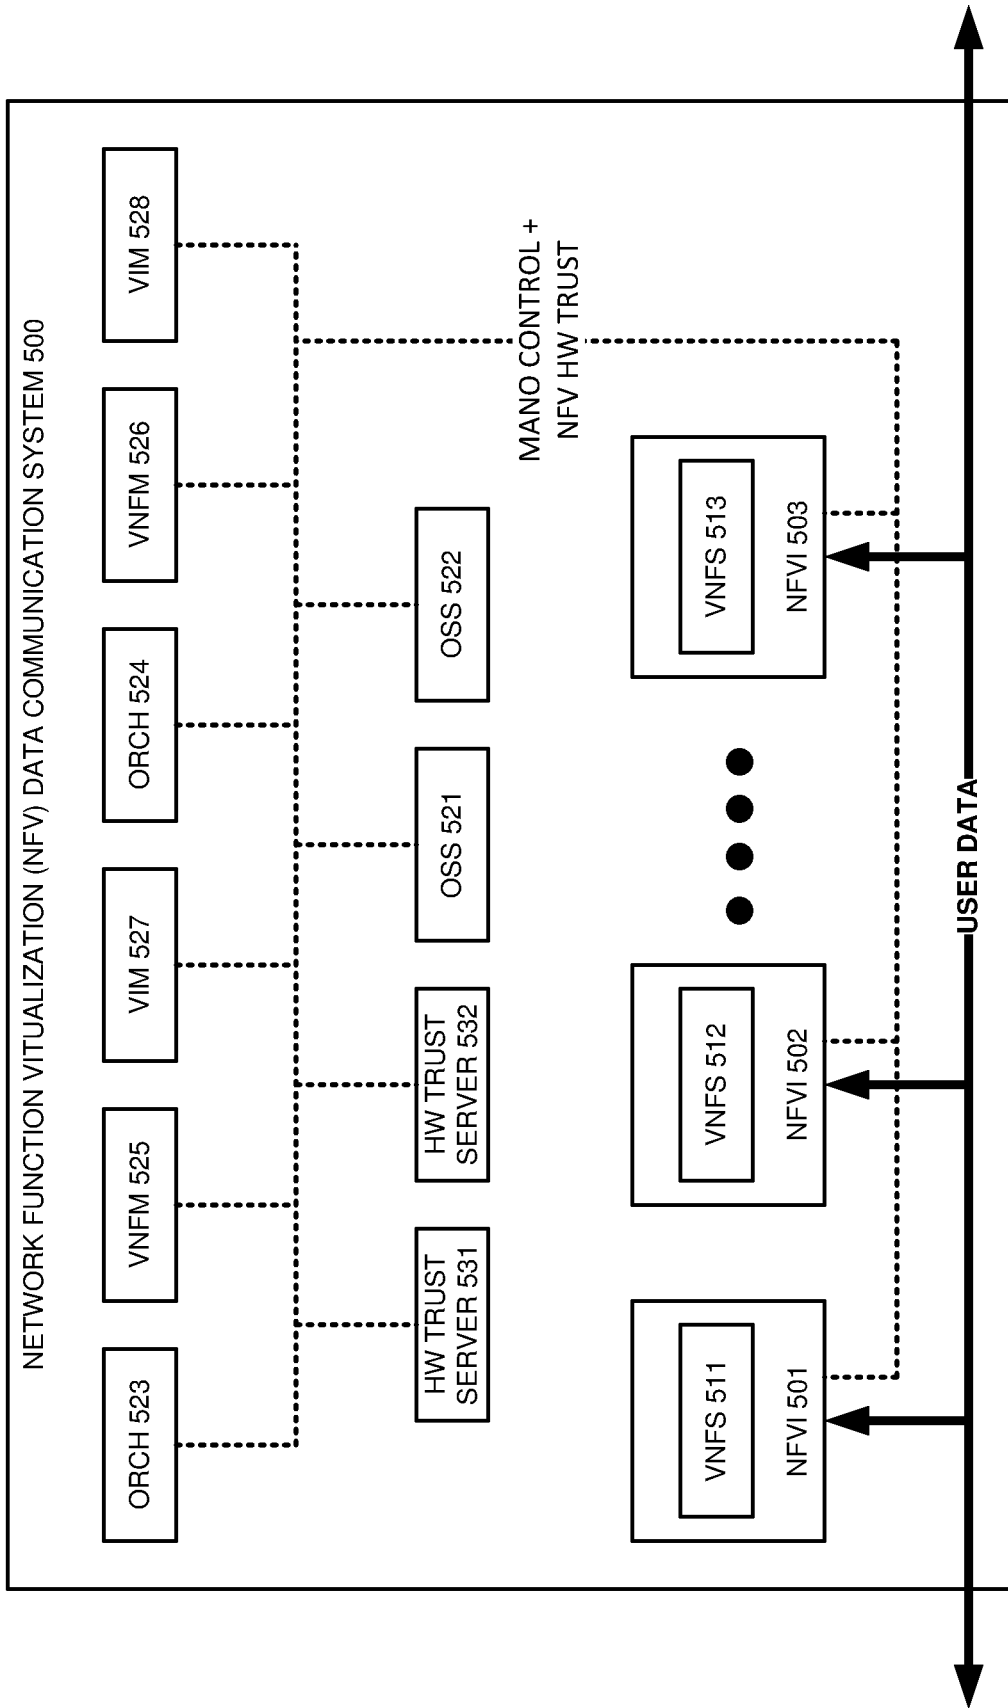 NETWORK FUNCTION VITUALIZATION (NFV) DATA COMMUNICATION SYSTEM 500
ORCH 523
VNFM 525
VIM 527
ORCH 524
VNFM 526
VIM 528
HW TRUST
SERVER 531
HW TRUST
SERVER 532
OSS 521
OSS 522
MANO CONTROL +
NFV HW TRUST
VNFS 511
NFVI 501
VNFS 512
NFVI 502
VNFS 513
NFVI 503
USER DATA